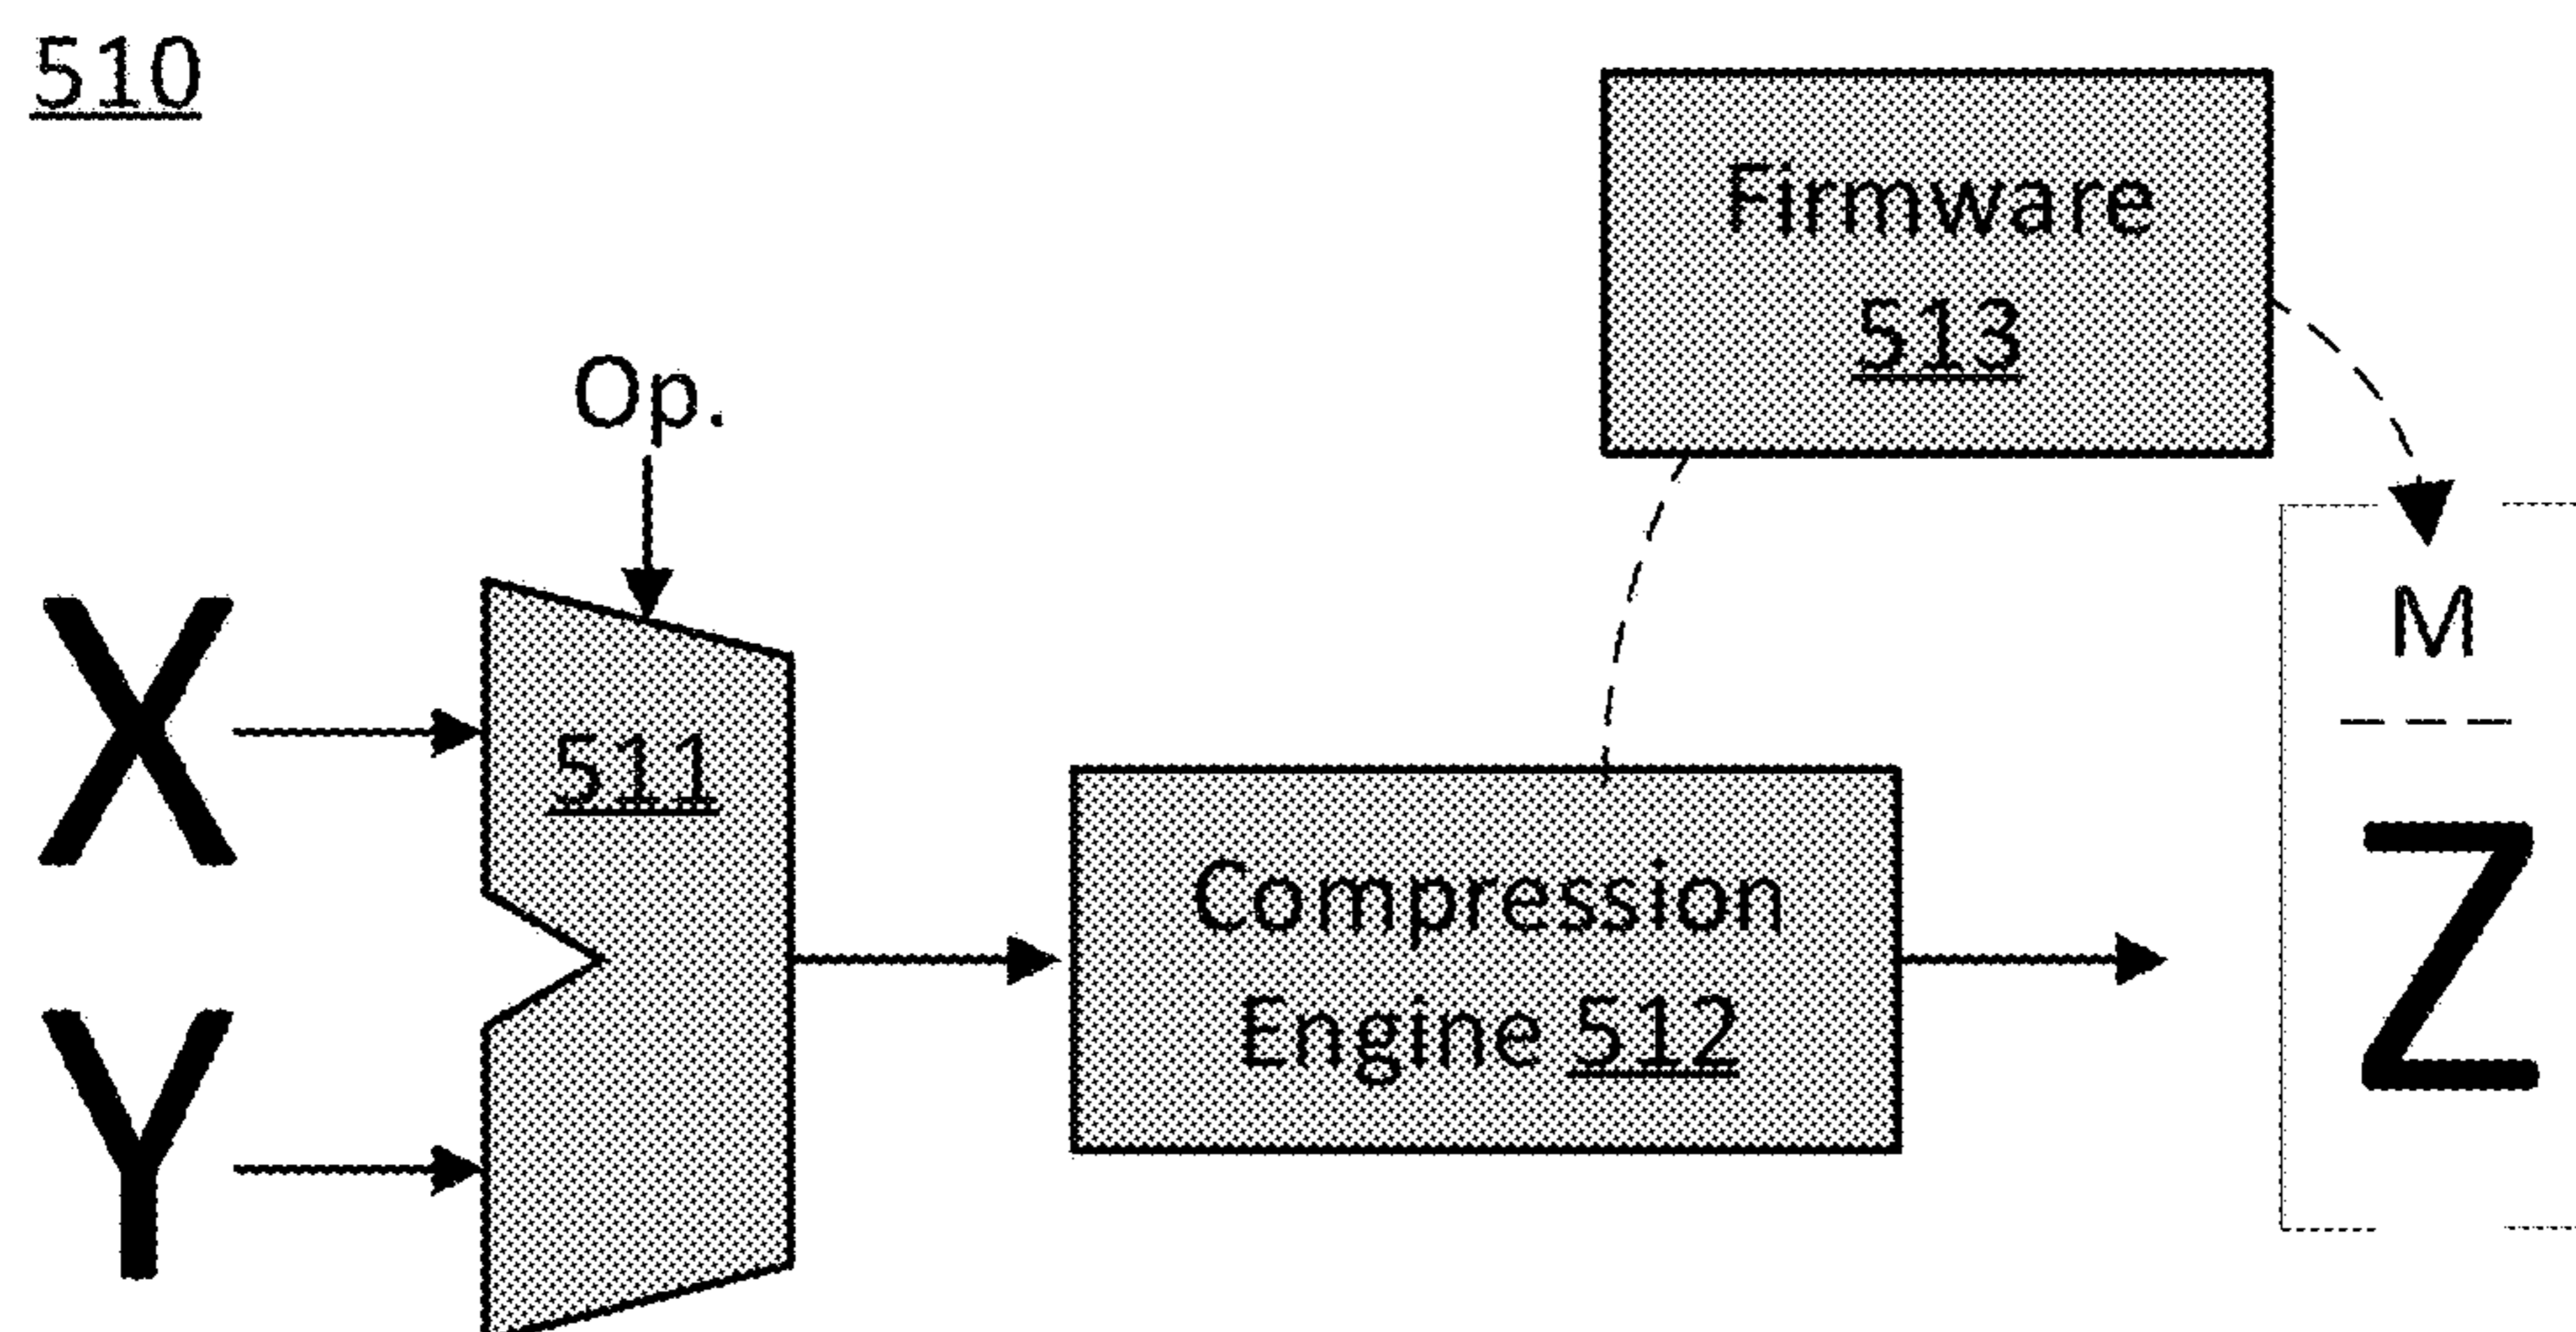 510
Firmware
513
Op.
M
X
511
Compression
Engine 512
Z
Y